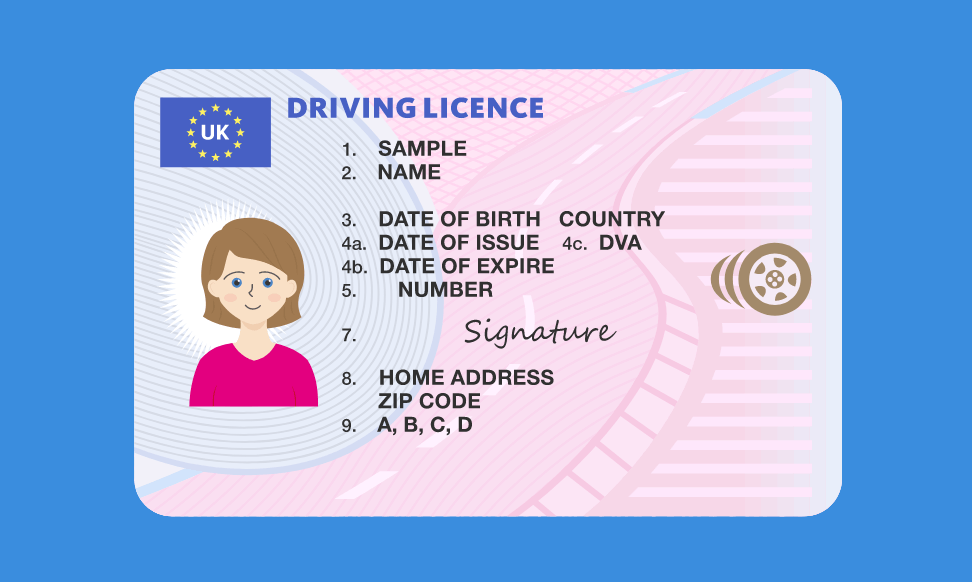 UK
DRIVING LICENCE
1. SAMPLE
2. NAME
3. DATE OF BIRTH COUNTRY
4a. DATE OF ISSUE 4c. DVA
4b. DATE OF EXPIRE
5. NUMBER
7. Signature
8. HOME ADDRESS
ZIP CODE
9. A, B, C, D